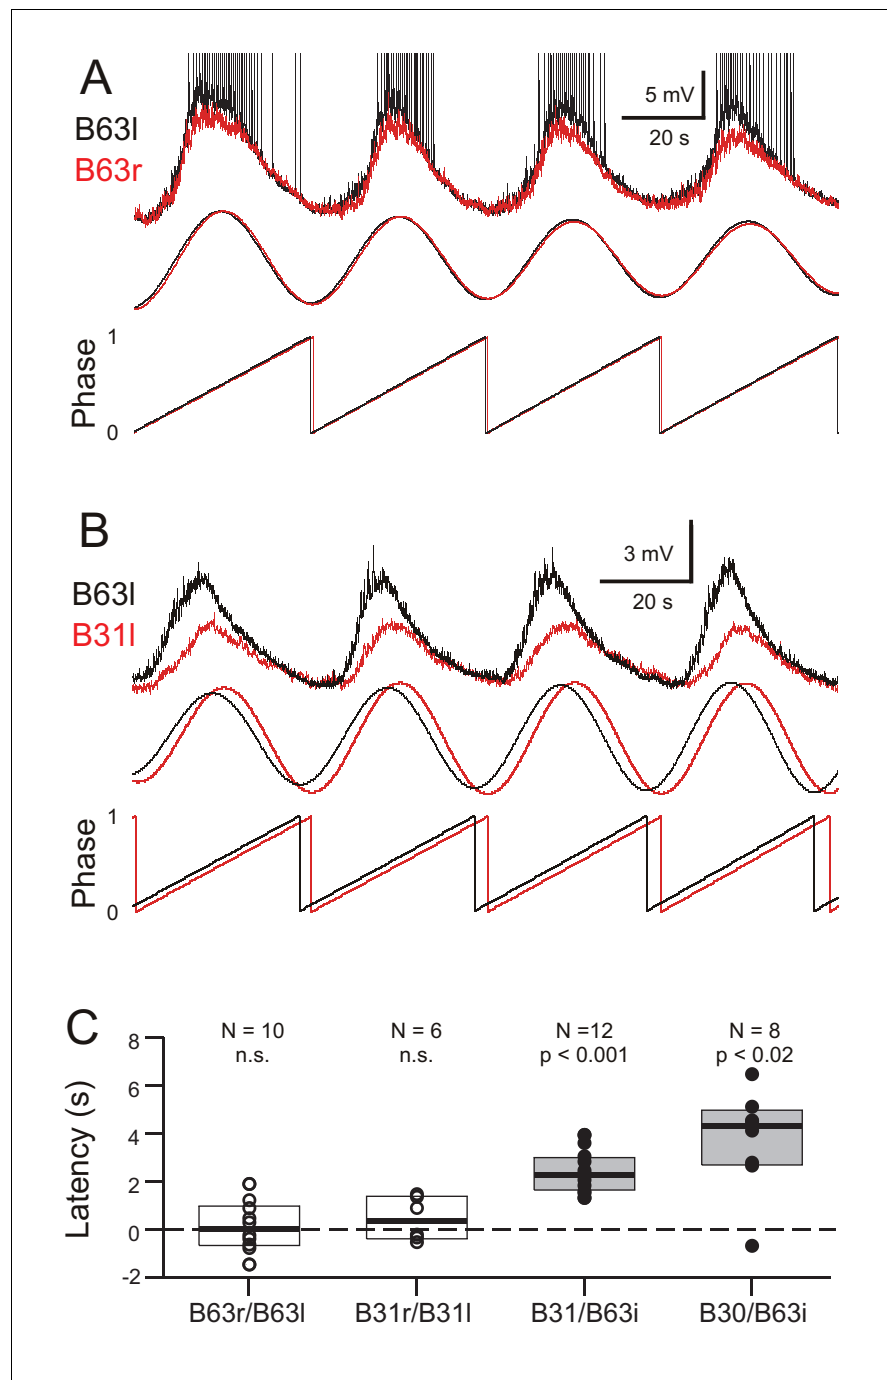 A
5 mV
20 s
B63l
B63r
Phase
1
0
B
3 mV
20 s
B63l
B31l
Phase
1
0
C
N = 10
n.s.
N = 6
n.s.
N =12
p < 0.001
N = 8
p < 0.02
Latency (s)
8
6
4
2
0
-2
B63r/B63l
B31r/B31l
B31/B63i
B30/B63i